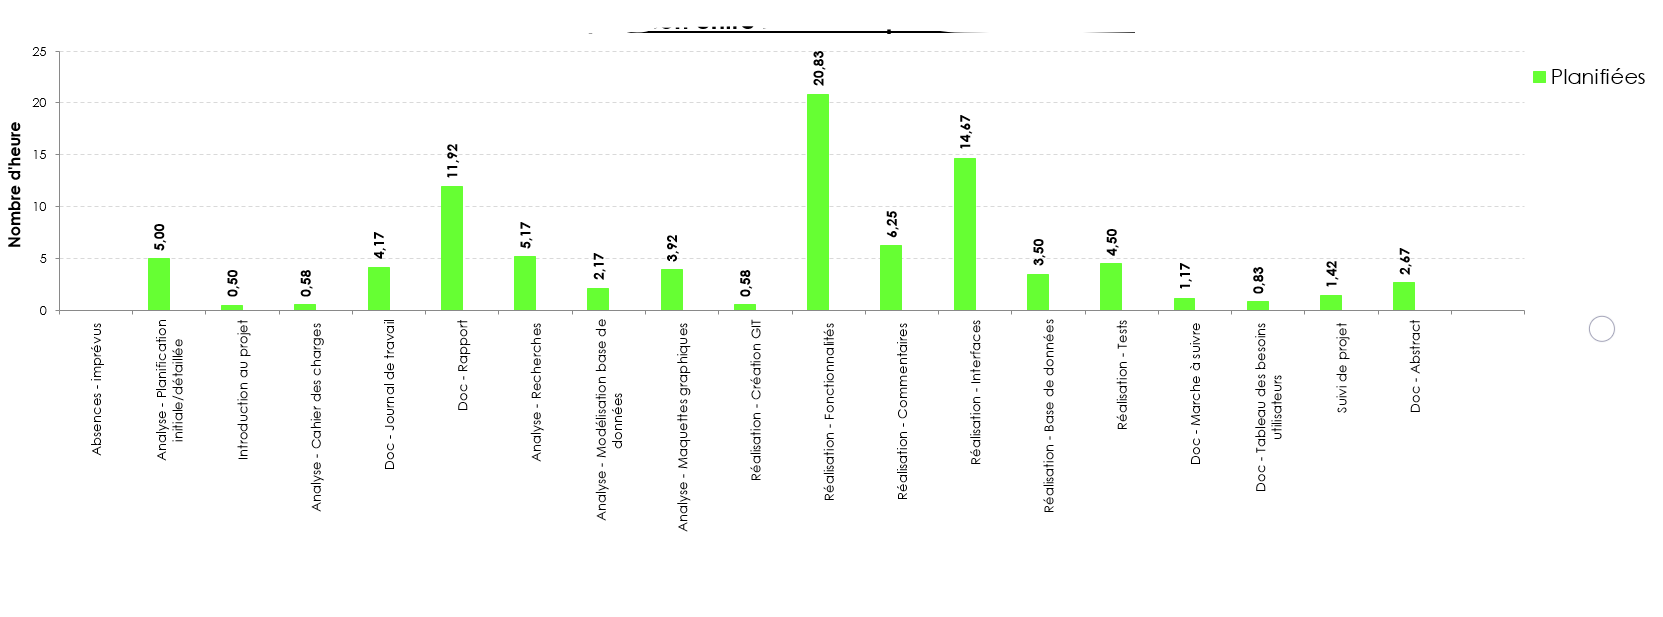 25
20
15
10
5
0
Nombre d'heure
Planifiées
5,00
0,50
0,58
4,17
11,92
5,17
2,17
3,92
0,58
20,83
6,25
14,67
3,50
4,50
1,17
0,83
1,42
2,67
Absences - imprévus
Analyse - Planification
initiale/détaillée
Introduction au projet
Analyse - Cahier des charges
Doc - Journal de travail
Doc - Rapport
Analyse - Recherches
Analyse - Modélisation base de
données
Analyse - Maquettes graphiques
Réalisation - Création GIT
Réalisation - Fonctionnalités
Réalisation - Commentaires
Réalisation - Interfaces
Réalisation - Base de données
Réalisation - Tests
Doc - Marche à suivre
Doc - Tableau des besoins
utilisateurs
Suivi de projet
Doc - Abstract